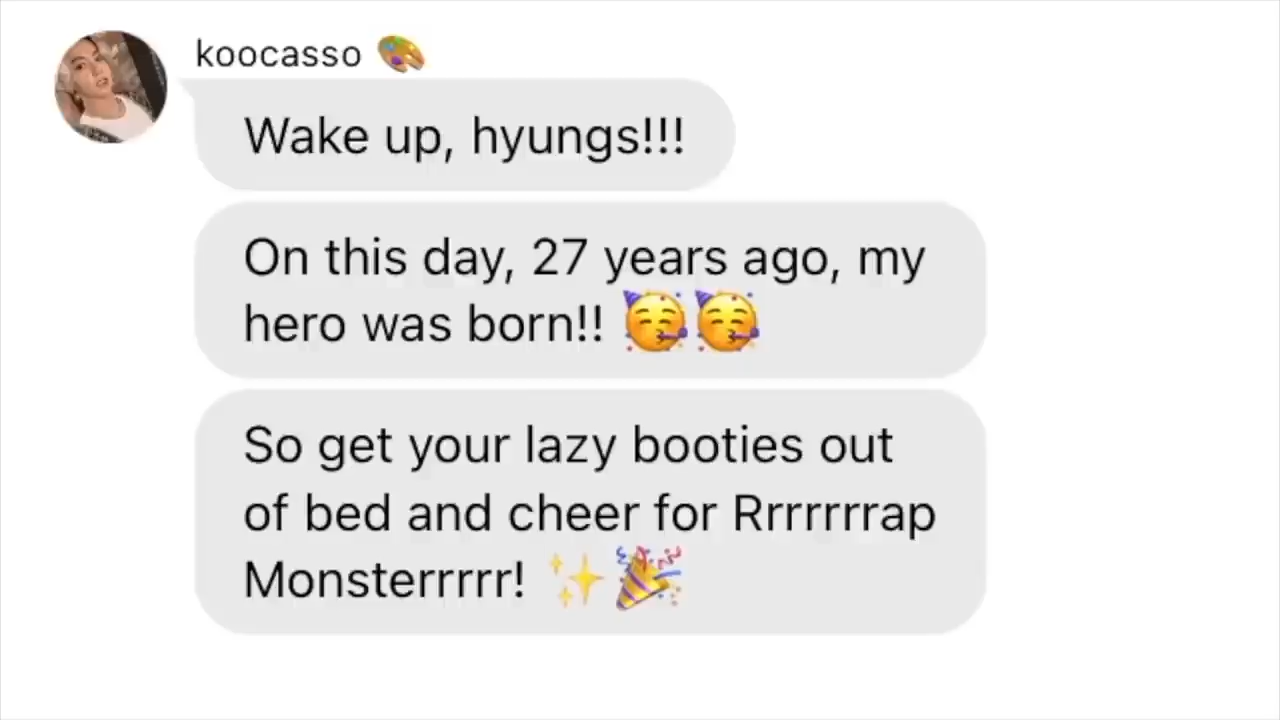 koocasso 🎨
Wake up, hyungs!!!
On this day, 27 years ago, my
hero was born!! 🥳🥳
So get your lazy booties out
of bed and cheer for Rrrrrrrap
Monsterrrrr! ✨🎉